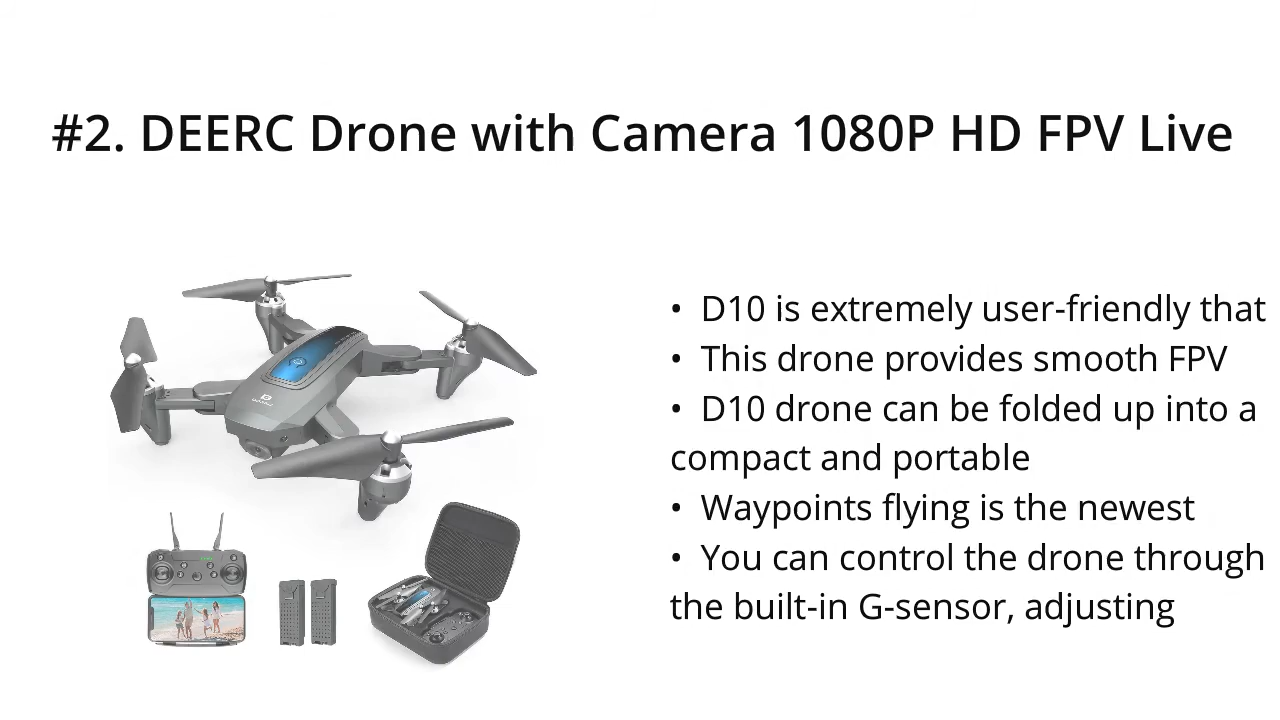 #2. DEERC Drone with Camera 1080P HD FPV Live
• D10 is extremely user-friendly that
• This drone provides smooth FPV
• D10 drone can be folded up into a
compact and portable
• Waypoints flying is the newest
• You can control the drone through
the built-in G-sensor, adjusting